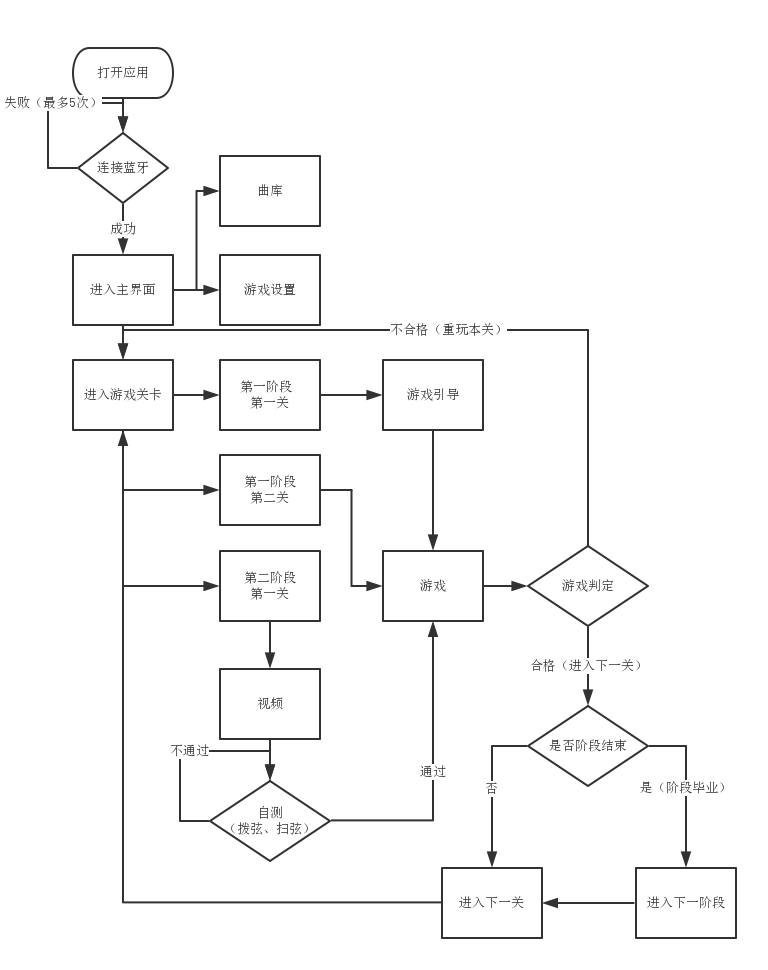 打开应用
失败（最多5次）
连接蓝牙
曲库
成功
进入主界面
游戏设置
不合格（重玩本关）
进入游戏关卡
第一阶段
第一关
游戏引导
第一阶段
第二关
第二阶段
第一关
游戏
游戏判定
合格（进入下一关）
视频
不通过
通过
是否阶段结束
否
是（阶段毕业）
自测
（拨弦、扫弦）
进入下一关
进入下一阶段